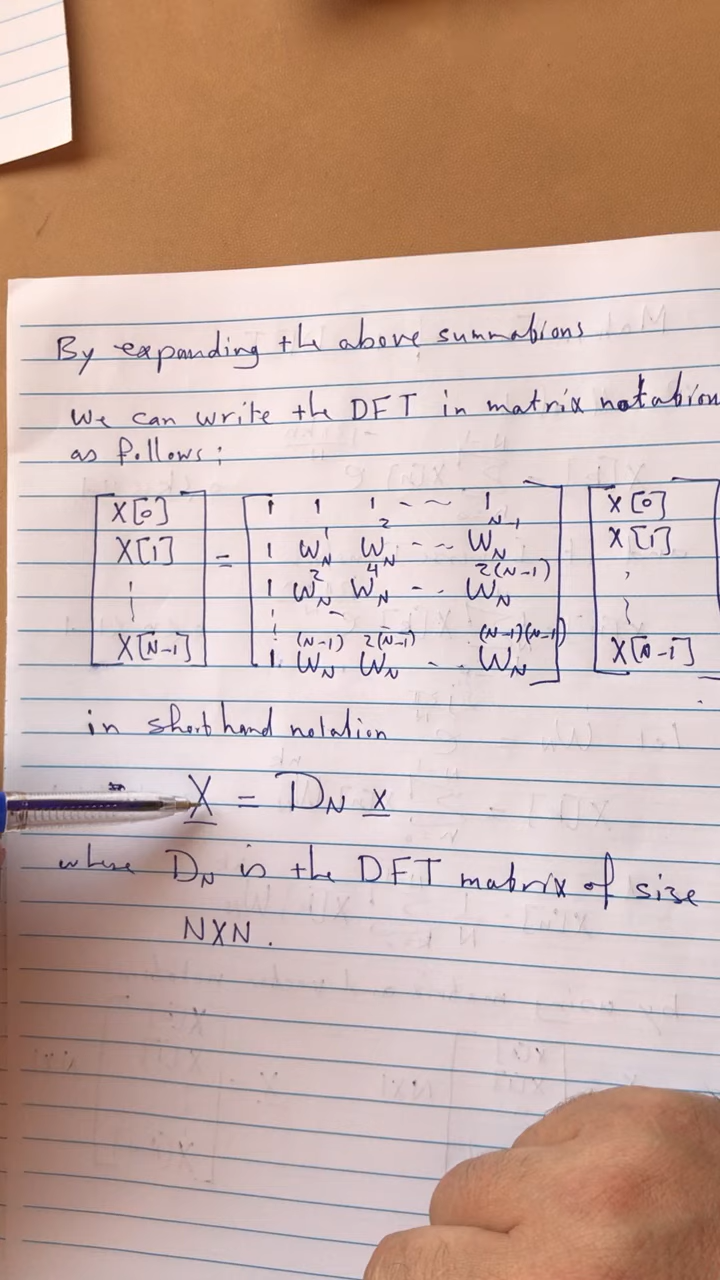 By expanding the above summations
we can write the DFT in matrix notation
as follows:
[X[0]] [1 1 1 -- ~ 1] [x[0]]
[X[1]] = [1 W_N^1 W_N^2 -- ~ W_N^{N-1}] [x[1]]
[⋮] [1 W_N^2 W_N^4 -- . W_N^{2(N-1)}] [⋮]
[X[N-1]] [1 W_N^{(N-1)} W_N^{2(N-1)} - . W_N^{(N-1)(N-1)}] [x[N-1]]
in short hand notation
X = D_N x
where D_N is the DFT matrix of size
NXN.